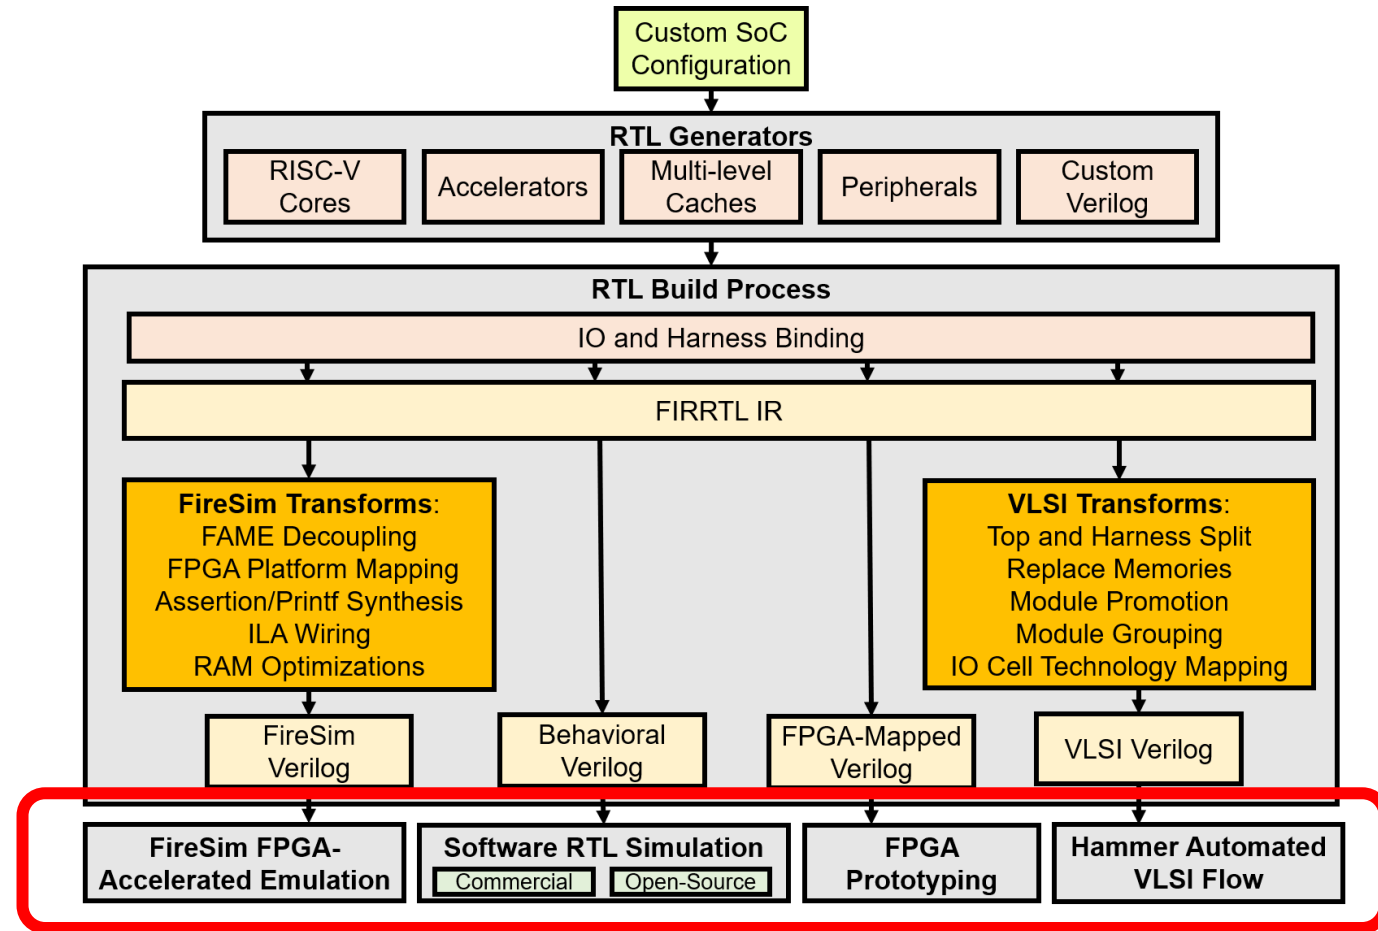 Custom SoC
Configuration
RTL Generators
RISC-V
Cores
Accelerators
Multi-level
Caches
Peripherals
Custom
Verilog
RTL Build Process
IO and Harness Binding
FIRRTL IR
FireSim Transforms:
FAME Decoupling
FPGA Platform Mapping
Assertion/Printf Synthesis
ILA Wiring
RAM Optimizations
VLSI Transforms:
Top and Harness Split
Replace Memories
Module Promotion
Module Grouping
IO Cell Technology Mapping
FireSim
Verilog
Behavioral
Verilog
FPGA-Mapped
Verilog
VLSI Verilog
FireSim FPGA-
Accelerated Emulation
Software RTL Simulation
Commercial
Open-Source
FPGA
Prototyping
Hammer Automated
VLSI Flow